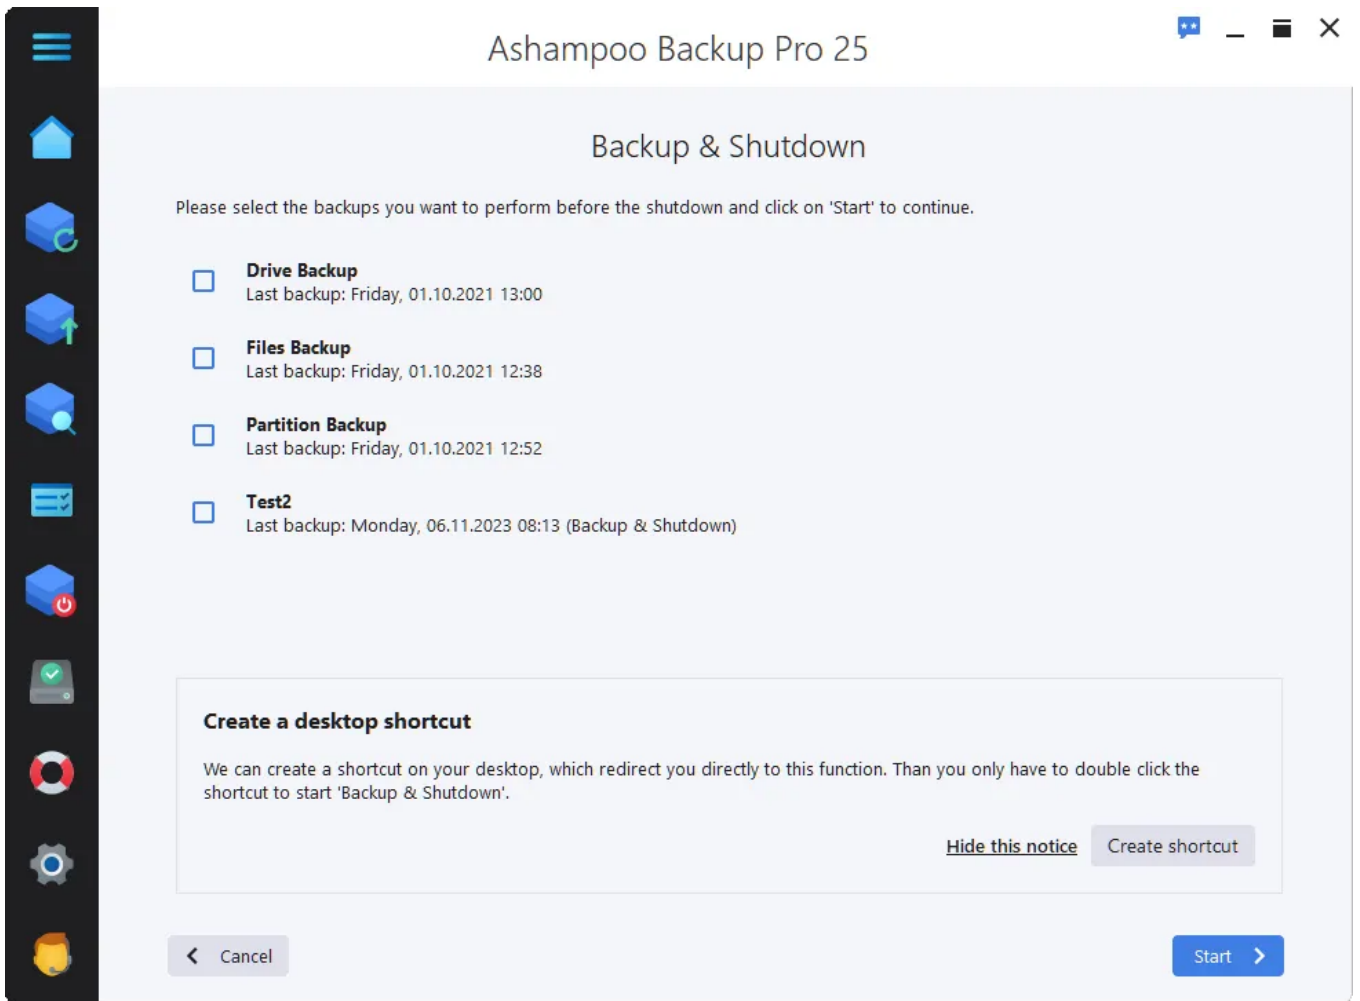 Ashampoo Backup Pro 25
Backup & Shutdown
Please select the backups you want to perform before the shutdown and click on 'Start' to continue.
Drive Backup
Last backup: Friday, 01.10.2021 13:00
Files Backup
Last backup: Friday, 01.10.2021 12:38
Partition Backup
Last backup: Friday, 01.10.2021 12:52
Test2
Last backup: Monday, 06.11.2023 08:13 (Backup & Shutdown)
Create a desktop shortcut
We can create a shortcut on your desktop, which redirect you directly to this function. Than you only have to double click the
shortcut to start 'Backup & Shutdown'.
Hide this notice
Create shortcut
Cancel
Start